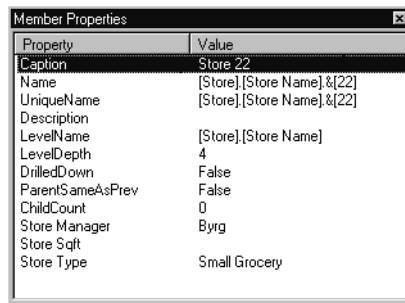 Member Properties
Property Value
Caption Store 22
Name [Store].[Store Name].&[22]
UniqueName [Store].[Store Name].&[22]
Description
LevelName [Store].[Store Name]
LevelDepth 4
DrilledDown False
ParentSameAsPrev False
ChildCount 0
Store Manager Byrg
Store Sqft
Store Type Small Grocery